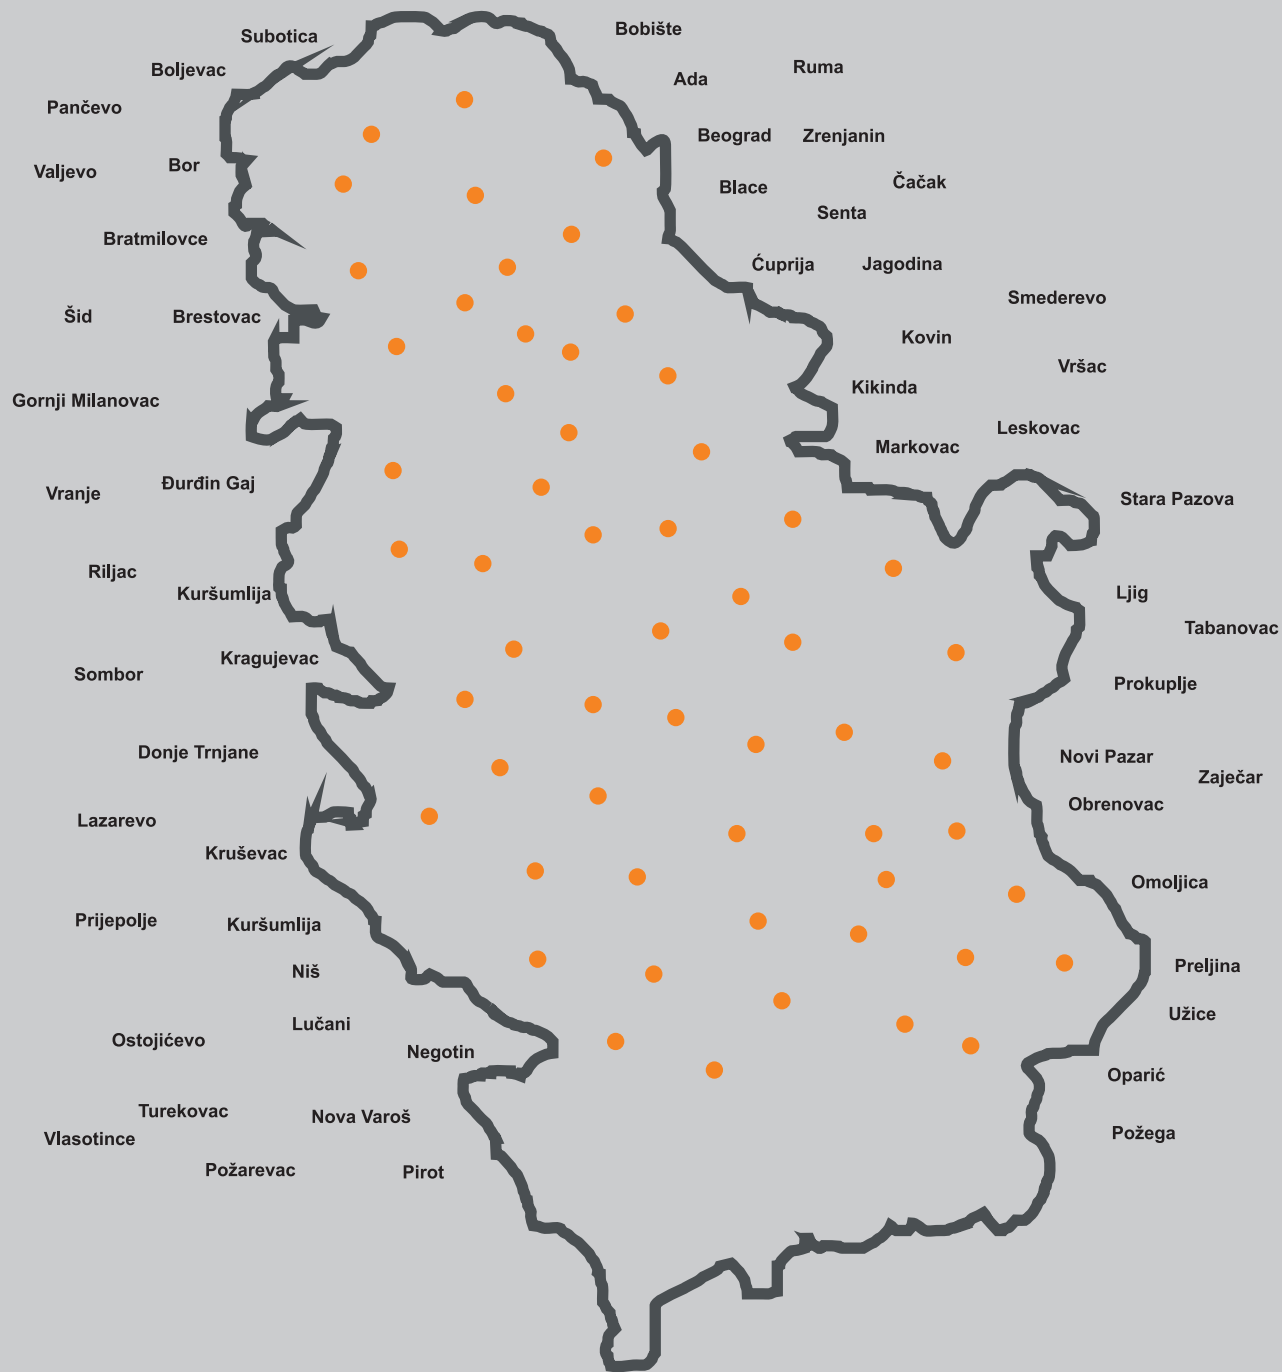 Subotica
Boljevac
Pančevo
Bor
Valjevo
Bratmilovce
Šid
Brestovac
Gornji Milanovac
Đurđin Gaj
Vranje
Riljac
Kuršumlija
Kragujevac
Sombor
Donje Trnjane
Lazarevo
Kruševac
Prijepolje
Kuršumlija
Niš
Lučani
Ostojićevo
Negotin
Turekovac
Nova Varoš
Vlasotince
Požarevac
Pirot
Bobište
Ruma
Ada
Beograd
Zrenjanin
Čačak
Blace
Senta
Ćuprija
Jagodina
Smederevo
Kovin
Vršac
Kikinda
Leskovac
Markovac
Stara Pazova
Ljig
Tabanovac
Prokuplje
Novi Pazar
Zaječar
Obrenovac
Omoljica
Preljina
Užice
Oparić
Požega